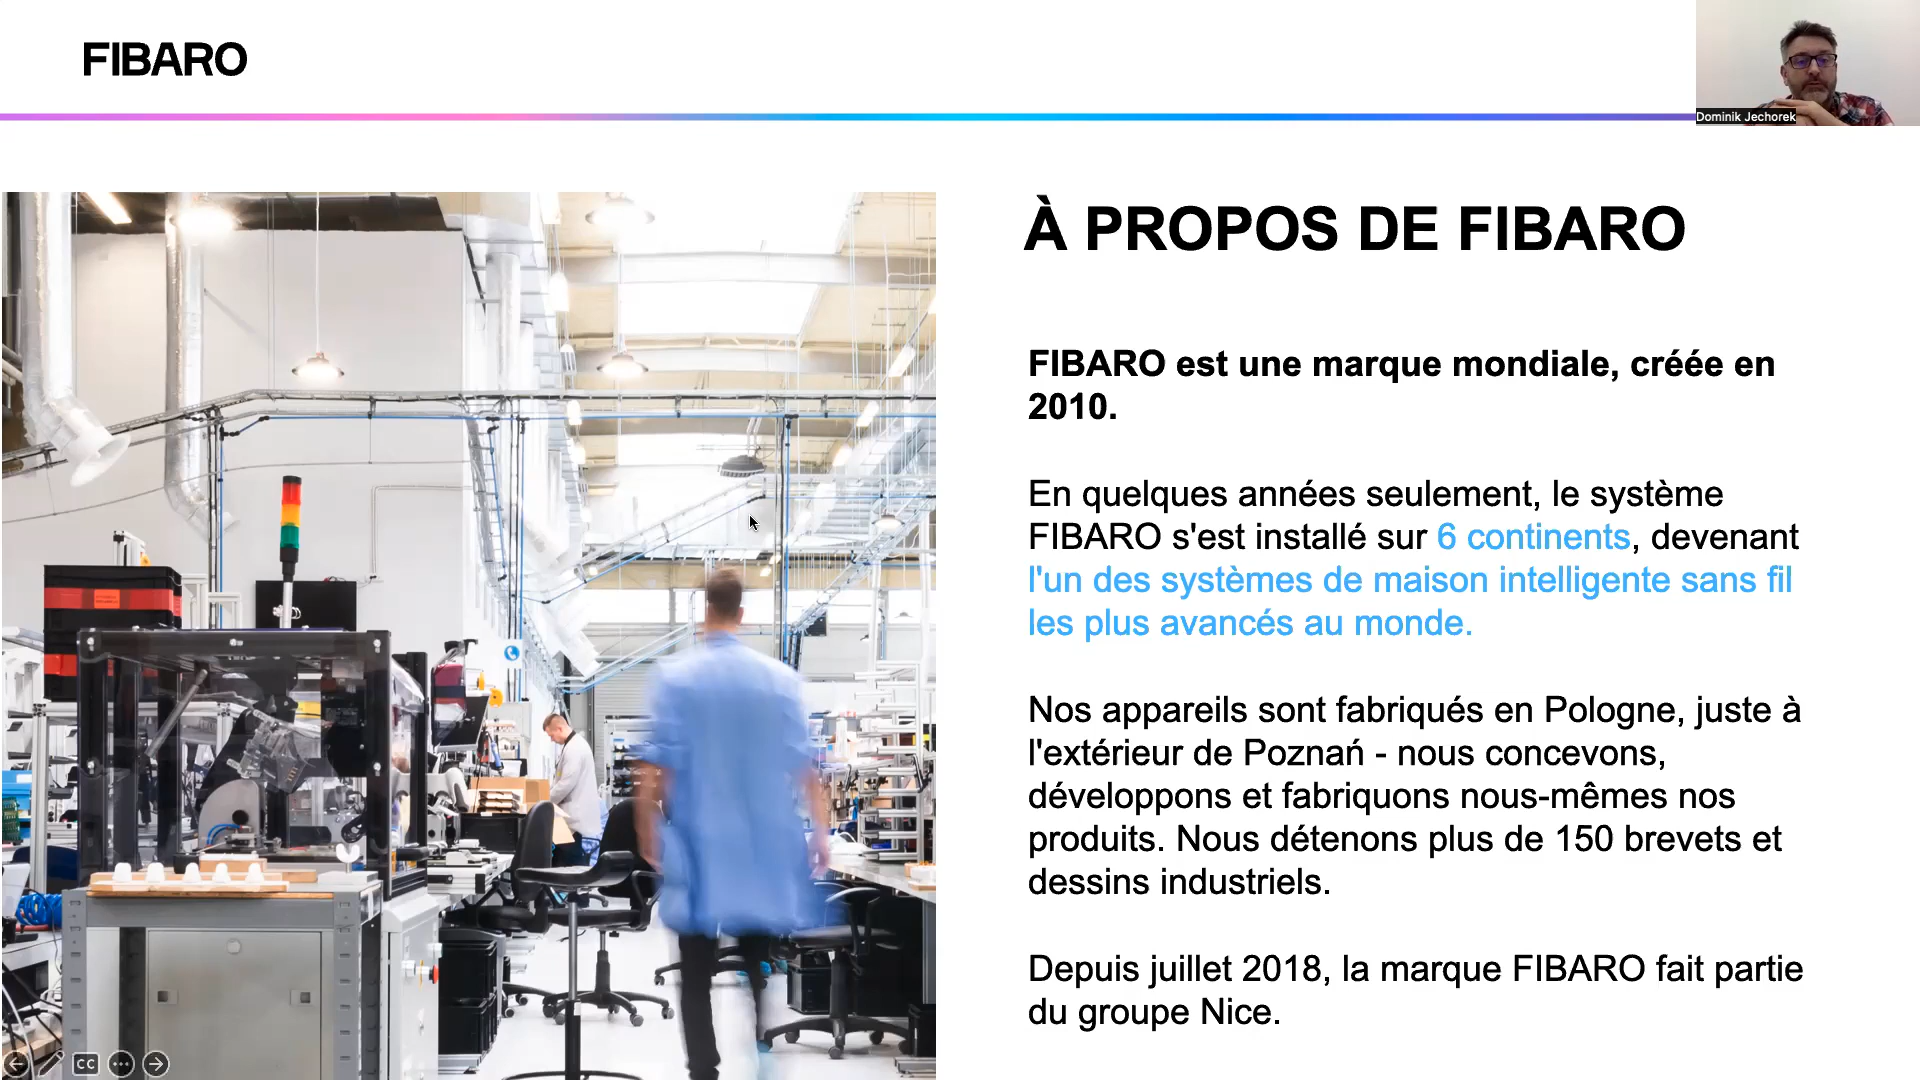 FIBARO
Dominik Jechorek
À PROPOS DE FIBARO
FIBARO est une marque mondiale, créée en
2010.
En quelques années seulement, le système
FIBARO s'est installé sur 6 continents, devenant
l'un des systèmes de maison intelligente sans fil
les plus avancés au monde.
Nos appareils sont fabriqués en Pologne, juste à
l'extérieur de Poznań - nous concevons,
développons et fabriquons nous-mêmes nos
produits. Nous détenons plus de 150 brevets et
dessins industriels.
Depuis juillet 2018, la marque FIBARO fait partie
du groupe Nice.
CC